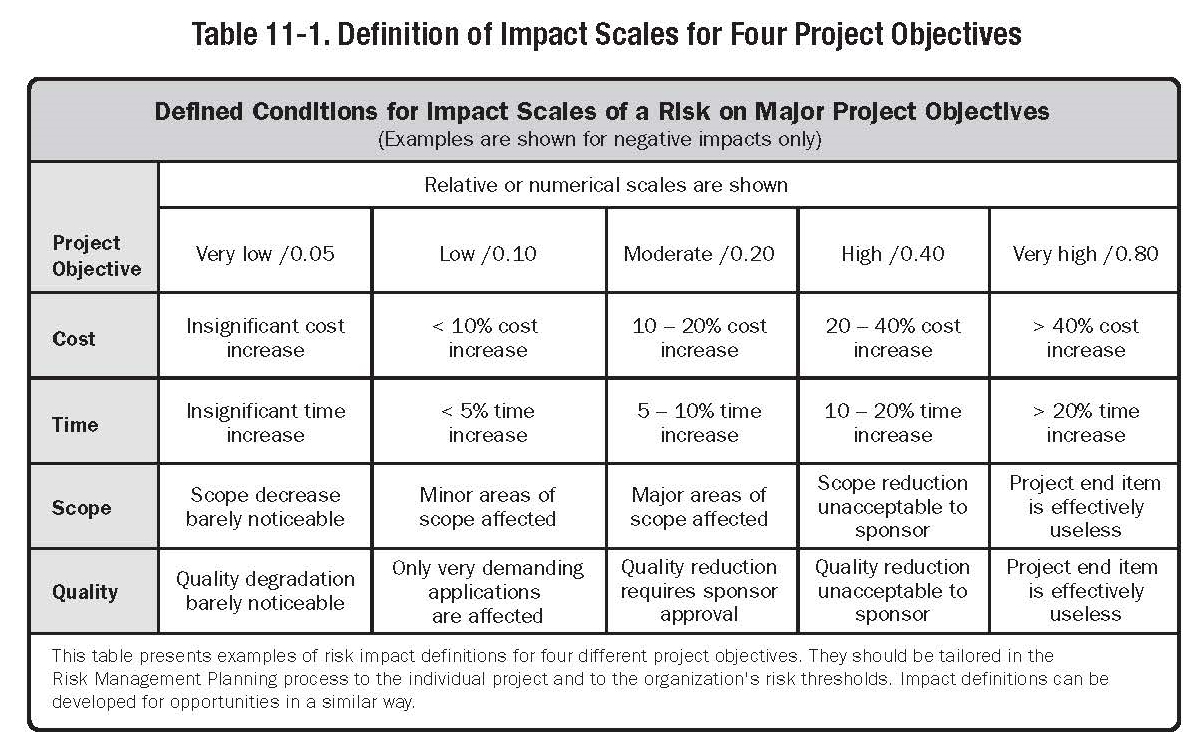 Table 11-1. Definition of Impact Scales for Four Project Objectives
Defined Conditions for Impact Scales of a Risk on Major Project Objectives
(Examples are shown for negative impacts only)
Relative or numerical scales are shown
Project
Objective
Very low /0.05
Low /0.10
Moderate /0.20
High /0.40
Very high /0.80
Cost
Insignificant cost
increase
< 10% cost
increase
10 – 20% cost
increase
20 – 40% cost
increase
> 40% cost
increase
Time
Insignificant time
increase
< 5% time
increase
5 – 10% time
increase
10 – 20% time
increase
> 20% time
increase
Scope
Scope decrease
barely noticeable
Minor areas of
scope affected
Major areas of
scope affected
Scope reduction
unacceptable to
sponsor
Project end item
is effectively
useless
Quality
Quality degradation
barely noticeable
Only very demanding
applications
are affected
Quality reduction
requires sponsor
approval
Quality reduction
unacceptable to
sponsor
Project end item
is effectively
useless
This table presents examples of risk impact definitions for four different project objectives. They should be tailored in the
Risk Management Planning process to the individual project and to the organization's risk thresholds. Impact definitions can be
developed for opportunities in a similar way.